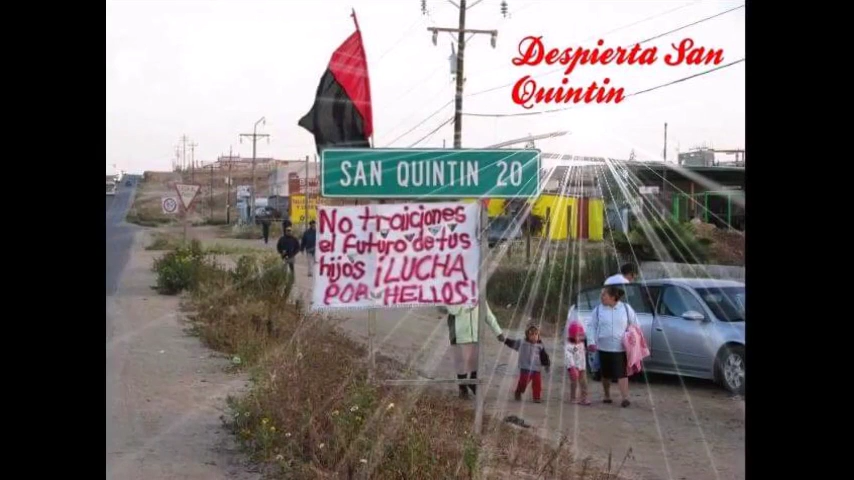 Despierta San
Quintin
SAN QUINTIN 20
No traiciones
el futuro de tus
hijos ¡LUCHA
POR HELLOS!